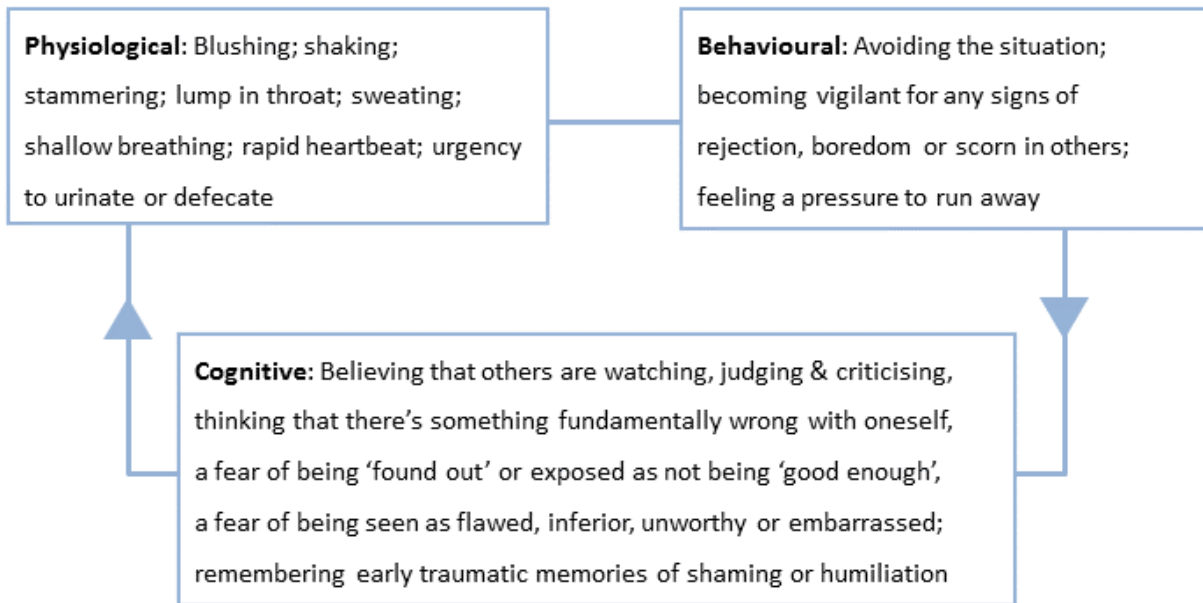 Physiological: Blushing; shaking;
stammering; lump in throat; sweating;
shallow breathing; rapid heartbeat; urgency
to urinate or defecate
Behavioural: Avoiding the situation;
becoming vigilant for any signs of
rejection, boredom or scorn in others;
feeling a pressure to run away
Cognitive: Believing that others are watching, judging & criticising,
thinking that there’s something fundamentally wrong with oneself,
a fear of being ‘found out’ or exposed as not being ‘good enough’,
a fear of being seen as flawed, inferior, unworthy or embarrassed;
remembering early traumatic memories of shaming or humiliation